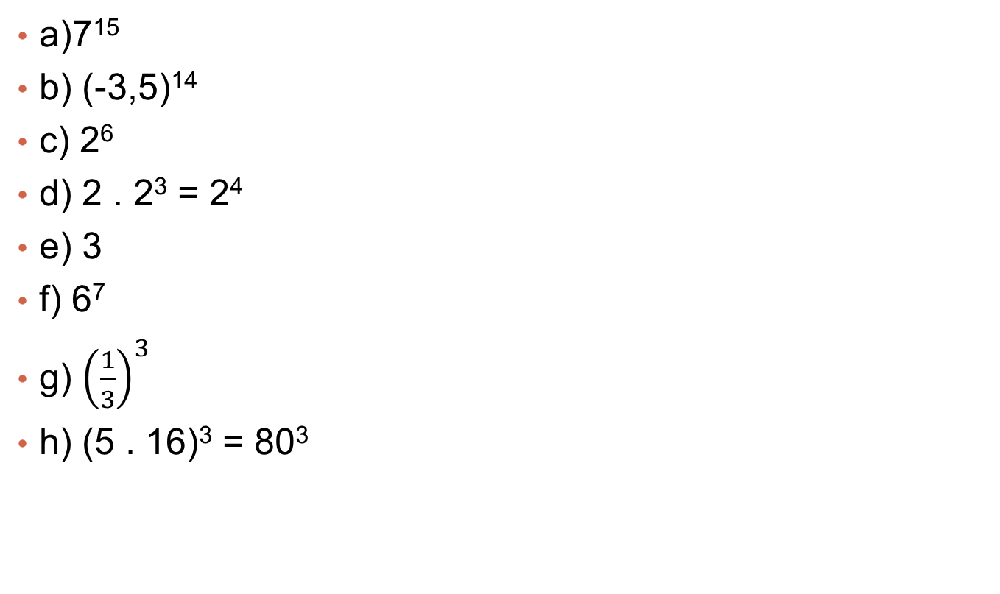 • a)7¹⁵
• b) (-3,5)¹⁴
• c) 2⁶
• d) 2 . 2³ = 2⁴
• e) 3
• f) 6⁷
• g) (1/3)³
• h) (5 . 16)³ = 80³